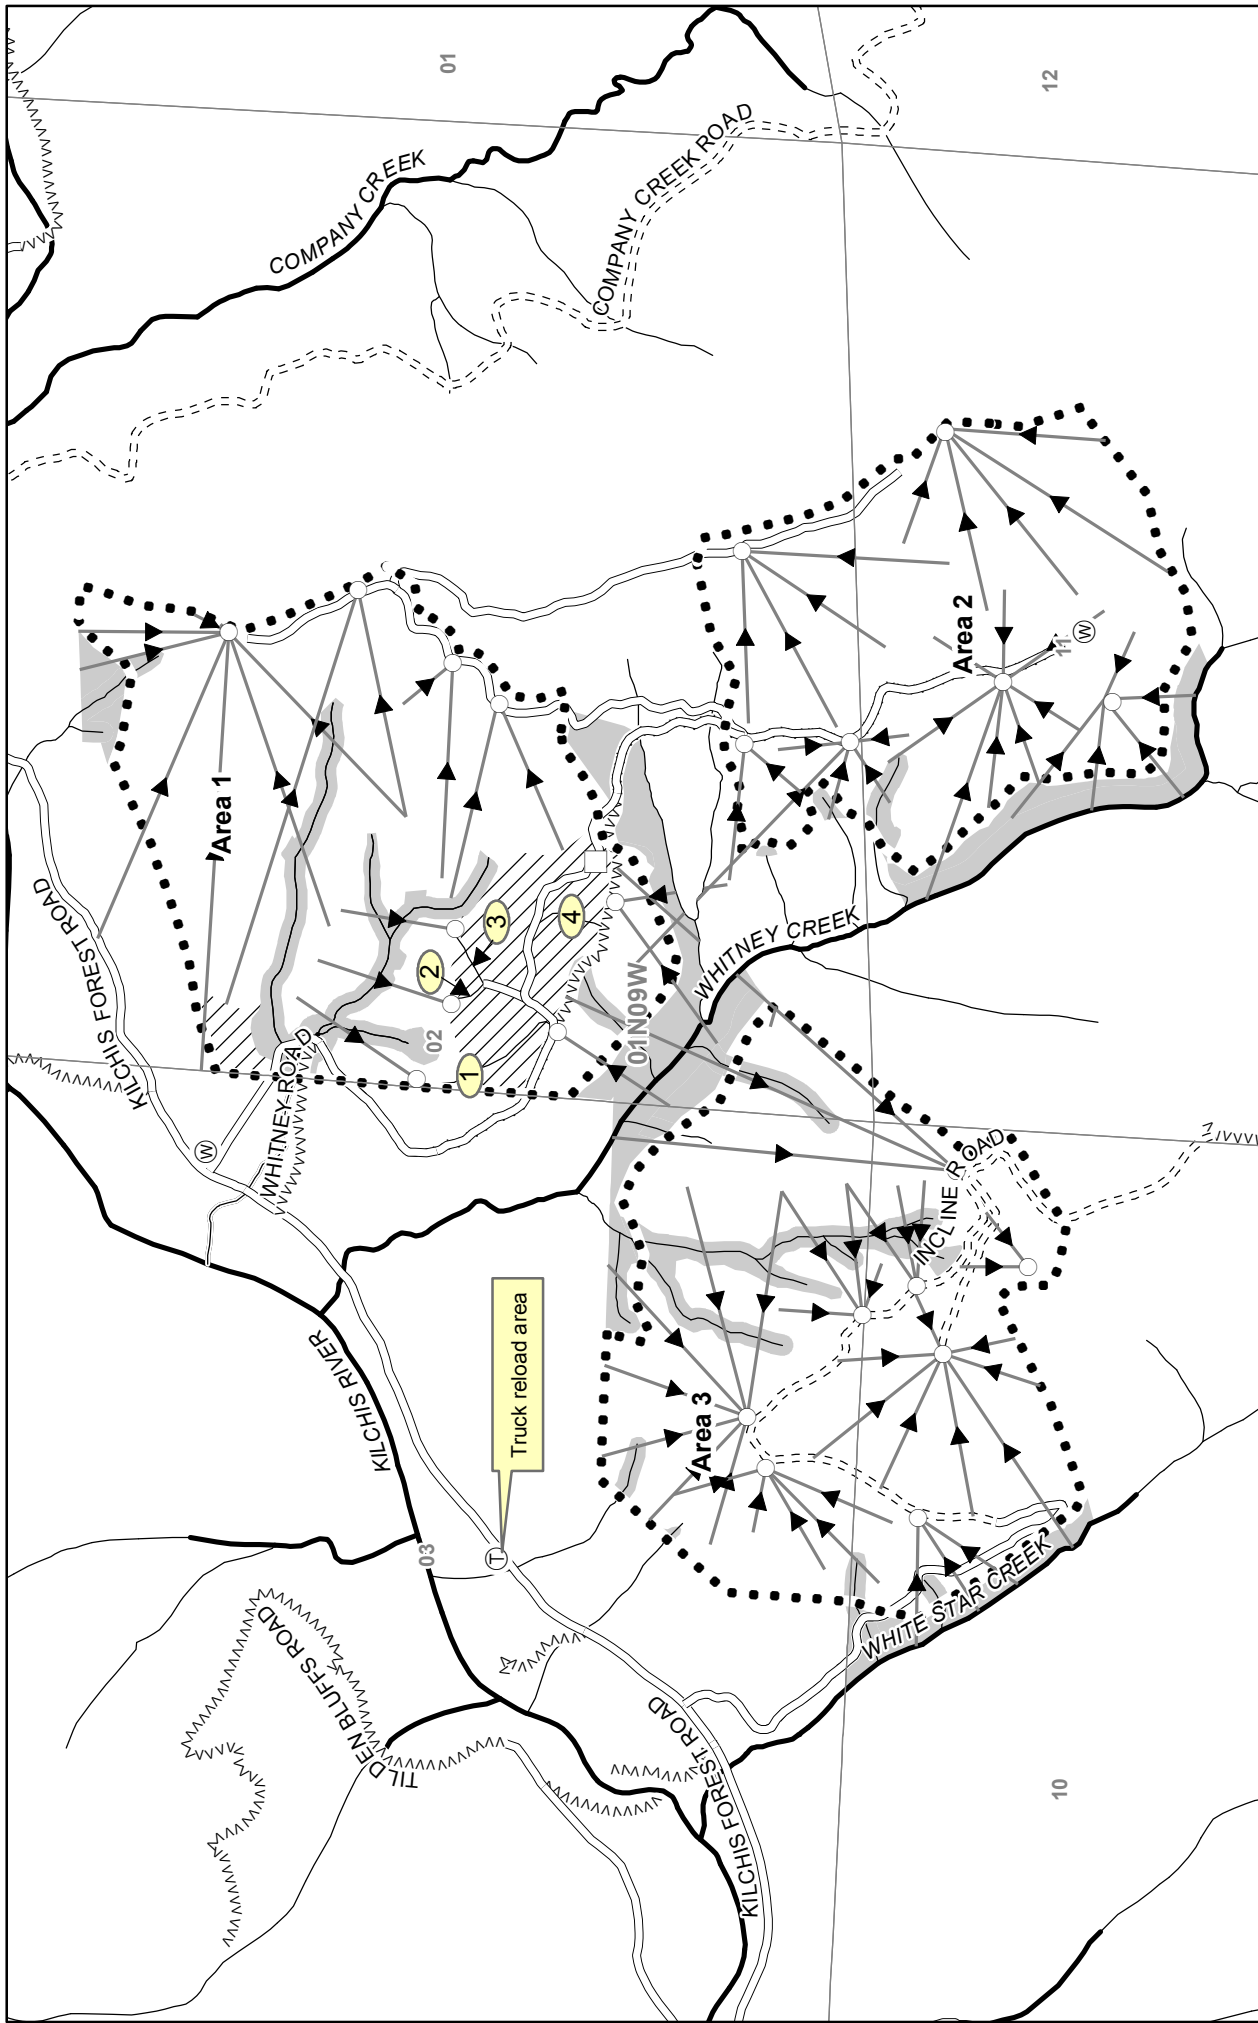 01
12
COMPANY CREEK
COMPANY CREEK ROAD
KILCHIS FOREST ROAD
Area 1
Area 2
11
W
3
4
2
1
02
WHITNEY ROAD
W
01N09W
WHITNEY CREEK
INCLINE ROAD
KILCHIS RIVER
Truck reload area
T
03
Area 3
WHITE STAR CREEK
TILDEN BLUFFS ROAD
KILCHIS FOREST ROAD
10